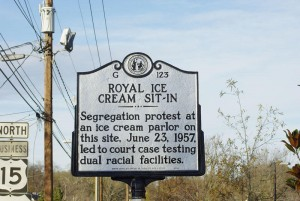 G 123
ROYAL ICE
CREAM SIT-IN
Segregation protest at
an ice cream parlor on
this site, June 23, 1957,
led to court case testing
dual racial facilities.
NORTH
BUSINESS
15